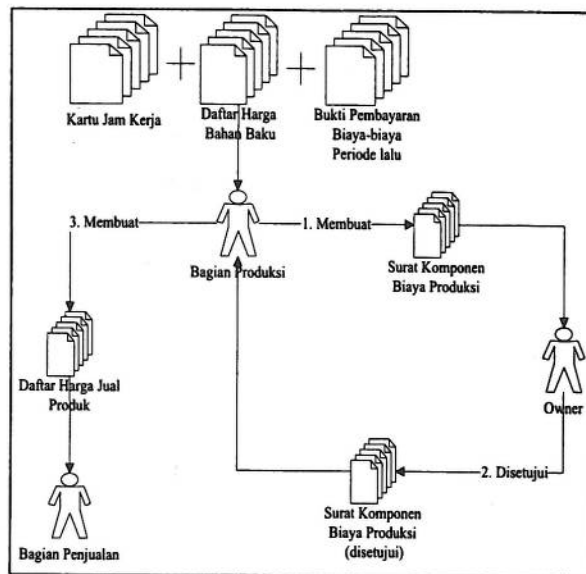 Kartu Jam Kerja
Daftar Harga
Bahan Baku
Bukti Pembayaran
Biaya-biaya
Periode lalu
3. Membuat
1. Membuat
Bagian Produksi
Surat Komponen
Biaya Produksi
Daftar Harga Jual
Produk
Owner
2. Disetujui
Surat Komponen
Biaya Produksi
(disetujui)
Bagian Penjualan